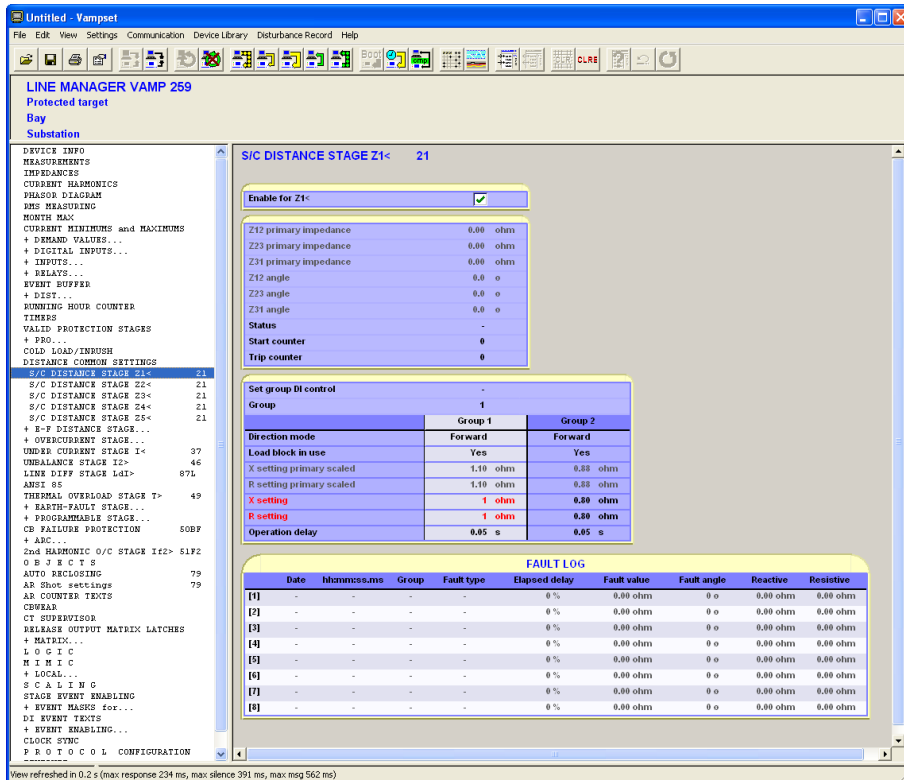 Untitled - Vampset
File Edit View Settings Communication Device Library Disturbance Record Help
Boot cmp CLRE
LINE MANAGER VAMP 259
Protected target
Bay
Substation
DEVICE INFO
MEASUREMENTS
IMPEDANCES
CURRENT HARMONICS
PHASOR DIAGRAM
RMS MEASURING
MONTH MAX
CURRENT MINIMUMS and MAXIMUMS
+ DEMAND VALUES...
+ DIGITAL INPUTS...
+ INPUTS...
+ RELAYS...
EVENT BUFFER
+ DIST...
RUNNING HOUR COUNTER
TIMERS
VALID PROTECTION STAGES
+ PRO...
COLD LOAD/INRUSH
DISTANCE COMMON SETTINGS
S/C DISTANCE STAGE Z1< 21
S/C DISTANCE STAGE Z2< 21
S/C DISTANCE STAGE Z3< 21
S/C DISTANCE STAGE Z4< 21
S/C DISTANCE STAGE Z5< 21
+ E-F DISTANCE STAGE...
+ OVERCURRENT STAGE...
UNDER CURRENT STAGE I< 37
UNBALANCE STAGE I2> 46
LINE DIFF STAGE LdI> 87L
ANSI 85
THERMAL OVERLOAD STAGE T> 49
+ EARTH-FAULT STAGE...
+ PROGRAMMABLE STAGE...
CB FAILURE PROTECTION 50BF
+ ARC...
2nd HARMONIC O/C STAGE If2> 51F2
O B J E C T S
AUTO RECLOSING 79
AR Shot settings 79
AR COUNTER TEXTS
CBWEAR
CT SUPERVISOR
RELEASE OUTPUT MATRIX LATCHES
+ MATRIX...
L O G I C
M I M I C
+ LOCAL...
S C A L I N G
STAGE EVENT ENABLING
+ EVENT MASKS for...
DI EVENT TEXTS
+ EVENT ENABLING...
CLOCK SYNC
P R O T O C O L CONFIGURATION
S/C DISTANCE STAGE Z1< 21
Enable for Z1<
Z12 primary impedance 0.00 ohm
Z23 primary impedance 0.00 ohm
Z31 primary impedance 0.00 ohm
Z12 angle 0.0 o
Z23 angle 0.0 o
Z31 angle 0.0 o
Status -
Start counter 0
Trip counter 0
Set group DI control -
Group 1
Group 1 Group 2
Direction mode Forward Forward
Load block in use Yes Yes
X setting primary scaled 1.10 ohm 0.88 ohm
R setting primary scaled 1.10 ohm 0.88 ohm
X setting 1 ohm 0.80 ohm
R setting 1 ohm 0.80 ohm
Operation delay 0.05 s 0.05 s
FAULT LOG
Date hh:mm:ss.ms Group Fault type Elapsed delay Fault value Fault angle Reactive Resistive
[1] - - - - 0 % 0.00 ohm 0 o 0.00 ohm 0.00 ohm
[2] - - - - 0 % 0.00 ohm 0 o 0.00 ohm 0.00 ohm
[3] - - - - 0 % 0.00 ohm 0 o 0.00 ohm 0.00 ohm
[4] - - - - 0 % 0.00 ohm 0 o 0.00 ohm 0.00 ohm
[5] - - - - 0 % 0.00 ohm 0 o 0.00 ohm 0.00 ohm
[6] - - - - 0 % 0.00 ohm 0 o 0.00 ohm 0.00 ohm
[7] - - - - 0 % 0.00 ohm 0 o 0.00 ohm 0.00 ohm
[8] - - - - 0 % 0.00 ohm 0 o 0.00 ohm 0.00 ohm
View refreshed in 0.2 s (max response 234 ms, max silence 391 ms, max msg 562 ms)